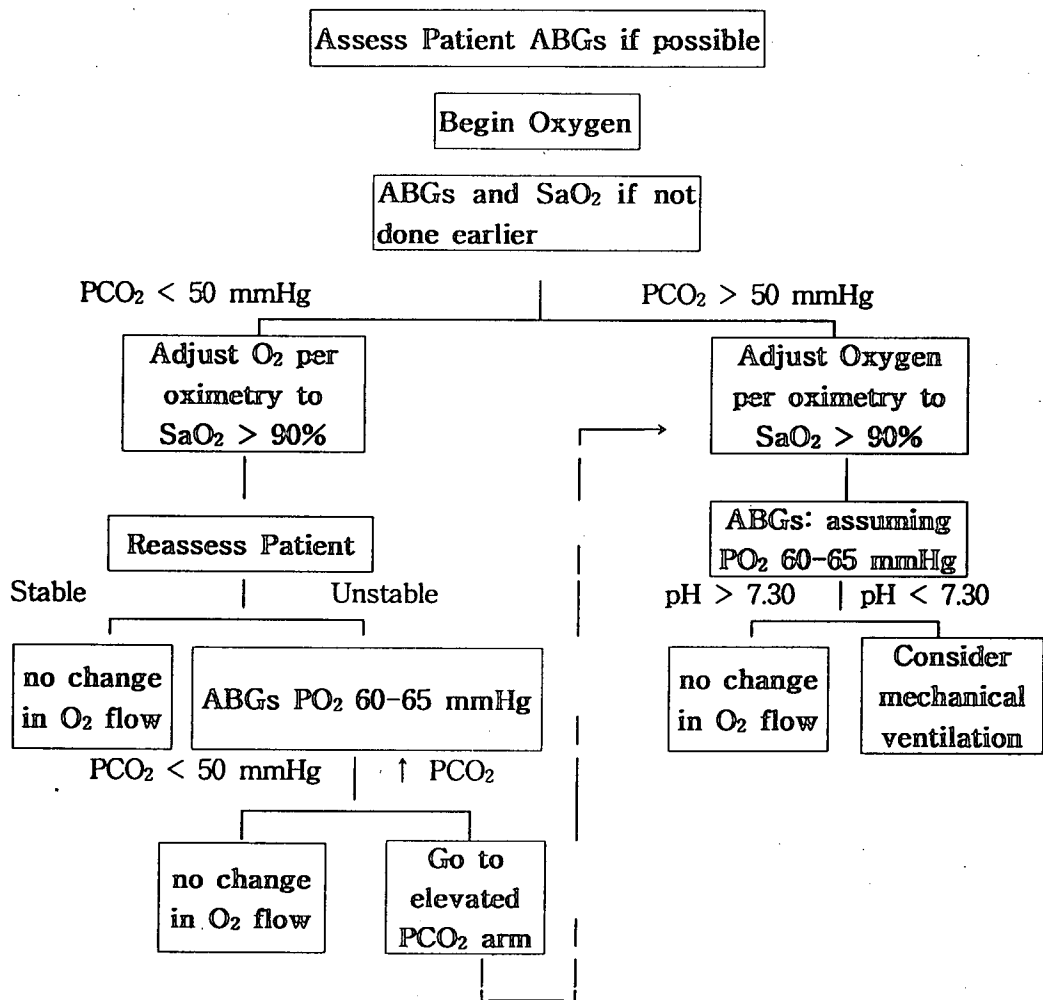 Assess Patient ABGs if possible
Begin Oxygen
ABGs and SaO₂ if not
done earlier
PCO₂ < 50 mmHg
PCO₂ > 50 mmHg
Adjust O₂ per
oximetry to
SaO₂ > 90%
Adjust Oxygen
per oximetry to
SaO₂ > 90%
Reassess Patient
ABGs: assuming
PO₂ 60-65 mmHg
Stable
Unstable
pH > 7.30
pH < 7.30
no change
in O₂ flow
ABGs PO₂ 60-65 mmHg
no change
in O₂ flow
Consider
mechanical
ventilation
PCO₂ < 50 mmHg
↑ PCO₂
no change
in O₂ flow
Go to
elevated
PCO₂ arm